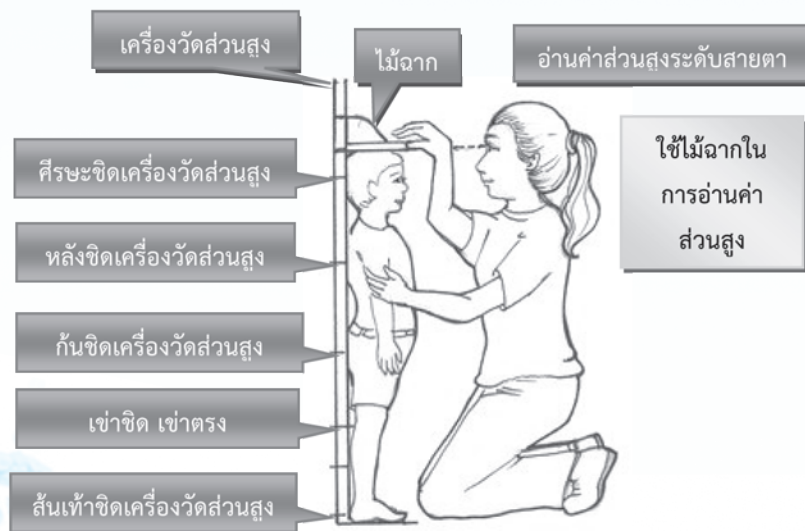 เครื่องวัดส่วนสูง
ไม้ฉาก
อ่านค่าส่วนสูงระดับสายตา
ใช้ไม้ฉากใน
การอ่านค่า
ส่วนสูง
ศีรษะชิดเครื่องวัดส่วนสูง
หลังชิดเครื่องวัดส่วนสูง
ก้นชิดเครื่องวัดส่วนสูง
เข่าชิด เข่าตรง
ส้นเท้าชิดเครื่องวัดส่วนสูง